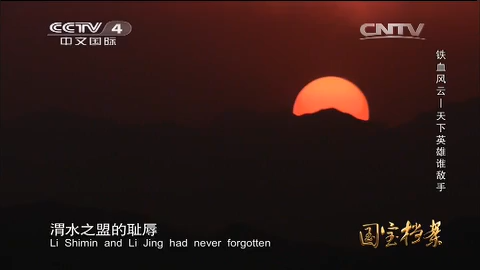 CCTV 4
中文国际
CNTV
铁血风云—天下英雄谁敌手
渭水之盟的耻辱
Li Shimin and Li Jing had never forgotten
国宝档案